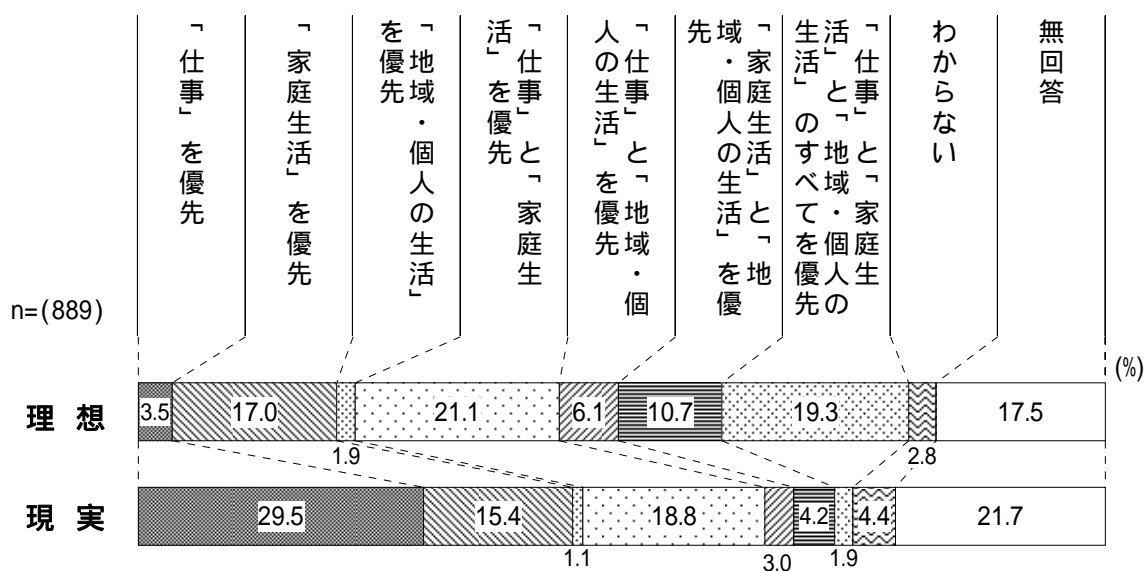 「仕事」を優先
「家庭生活」を優先
「地域・個人の生活」
を優先
「仕事」と「家庭生
活」を優先
「仕事」と「地域・個
人の生活」を優先
「家庭生活」と「地
域・個人の生活」を優
先
「仕事」と「家庭生
活」と「地域・個人の
生活」のすべてを優先
わからない
無回答
n=(889)
(%)
理想
3.5
17.0
1.9
21.1
6.1
10.7
19.3
2.8
17.5
現実
29.5
15.4
1.1
18.8
3.0
4.2
1.9
4.4
21.7